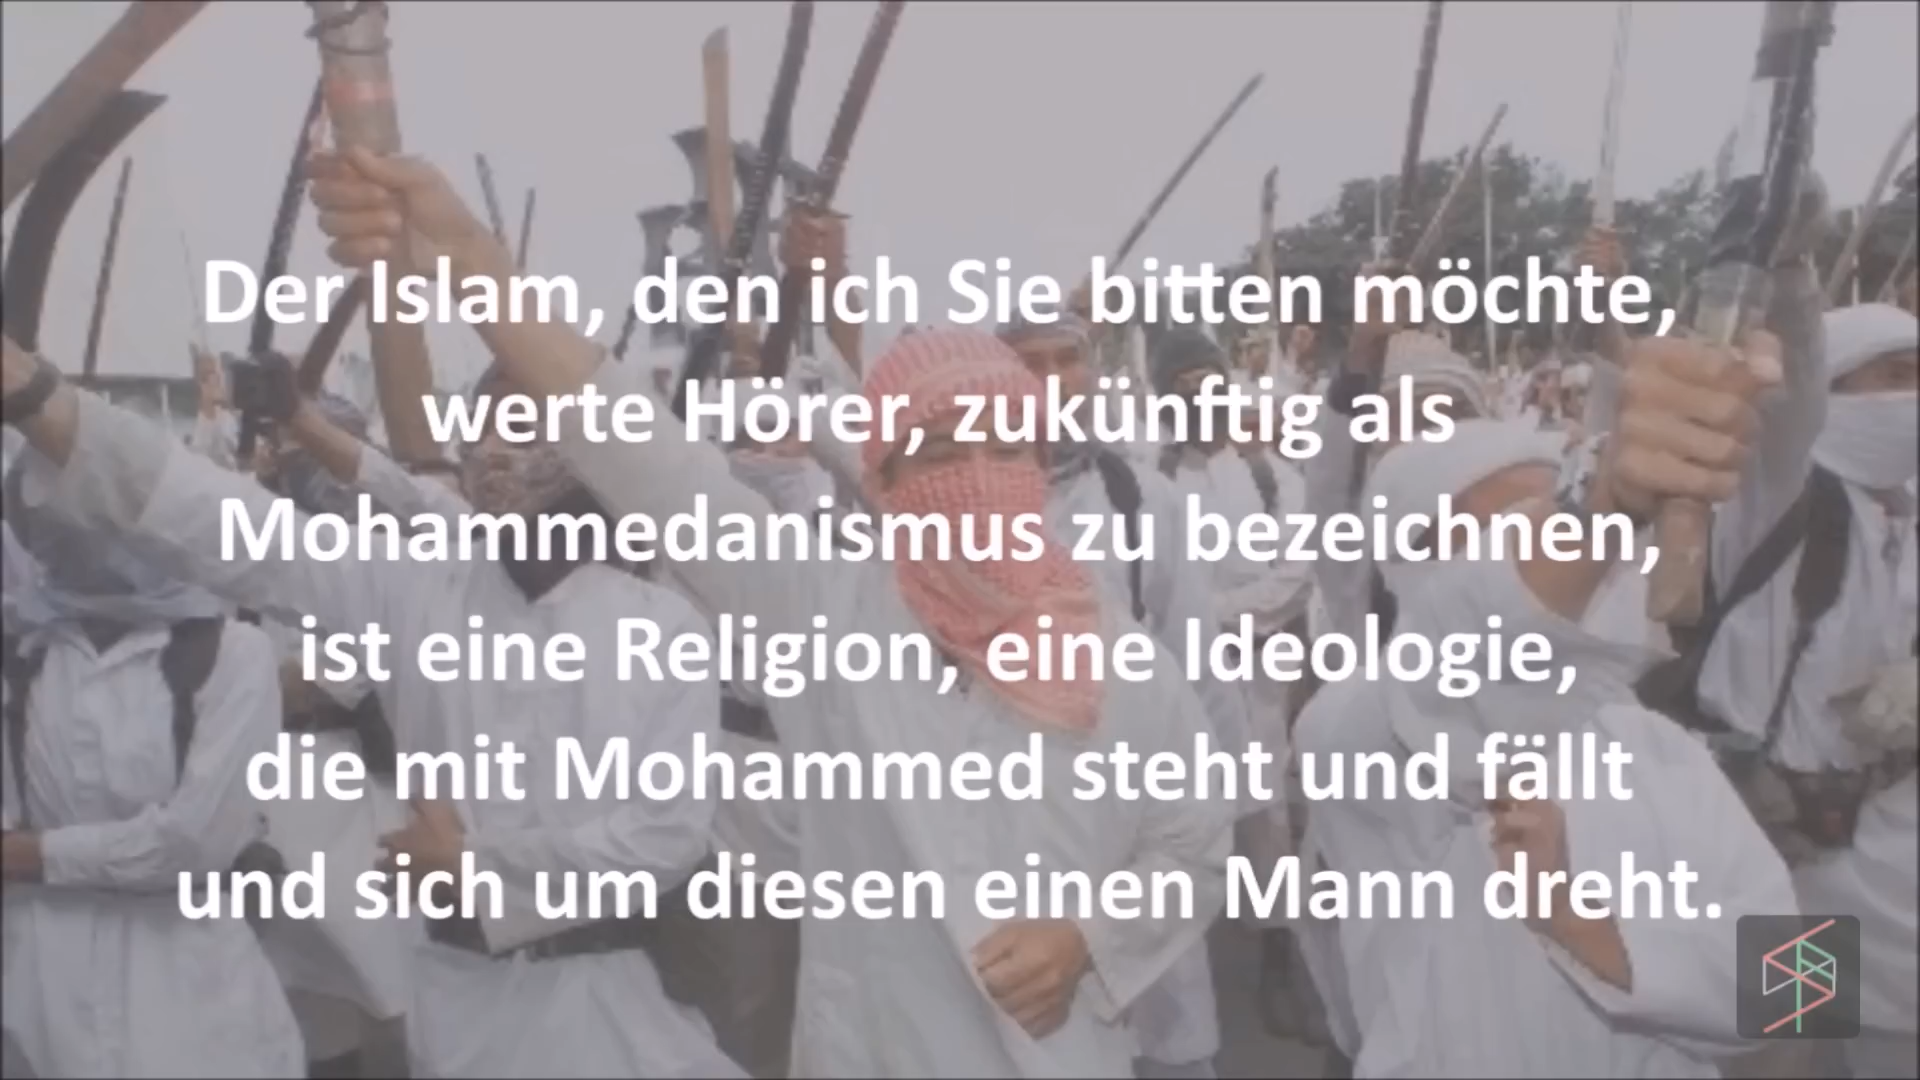 Der Islam, den ich Sie bitten möchte,
werte Hörer, zukünftig als
Mohammedanismus zu bezeichnen,
ist eine Religion, eine Ideologie,
die mit Mohammed steht und fällt
und sich um diesen einen Mann dreht.